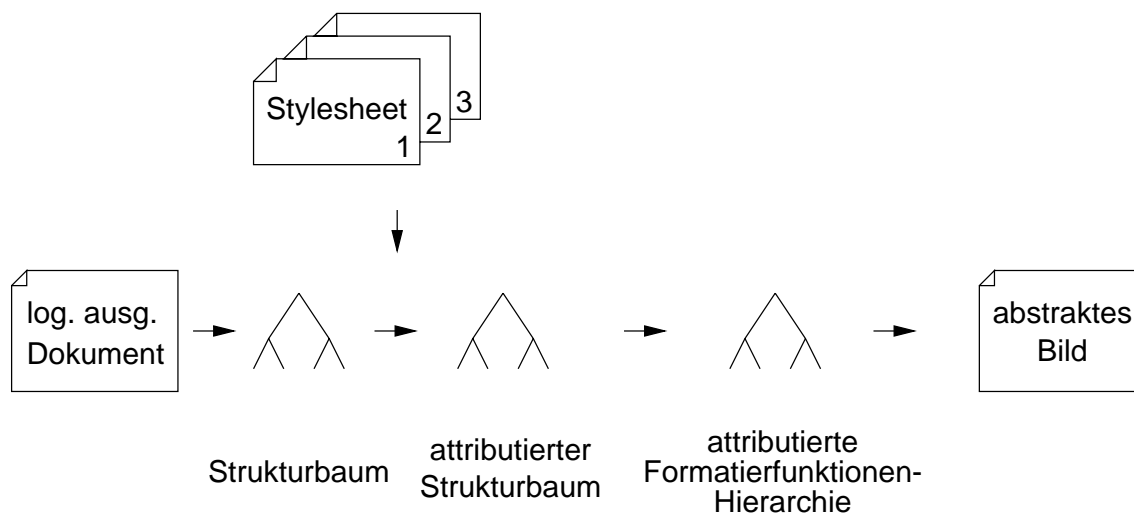 Stylesheet
1
2
3
log. ausg.
Dokument
abstraktes
Bild
Strukturbaum
attributierter
Strukturbaum
attributierte
Formatierfunktionen-
Hierarchie